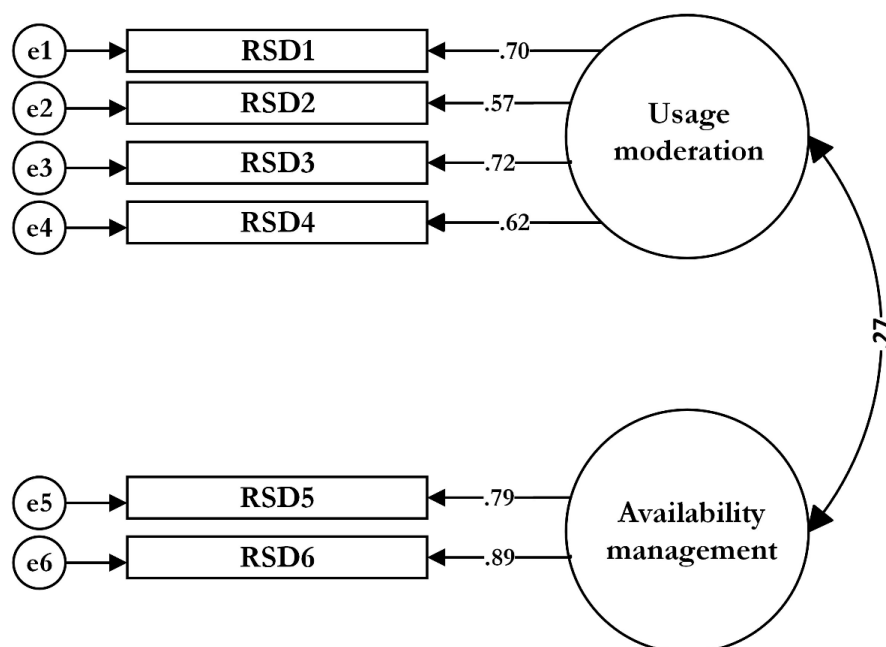 e1
RSD1
.70
e2
RSD2
.57
e3
RSD3
.72
e4
RSD4
.62
Usage
moderation
.27
e5
RSD5
.79
e6
RSD6
.89
Availability
management